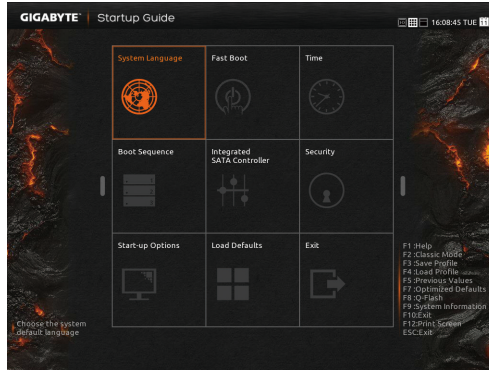 GIGABYTE™ Startup Guide
16:08:45 TUE 11
System Language
Fast Boot
Time
Boot Sequence
Integrated
SATA Controller
Security
Start-up Options
Load Defaults
Exit
Choose the system
default language
F1 :Help
F2 :Classic Mode
F3 :Save Profile
F4 :Load Profile
F5 :Previous Values
F7 :Optimized Defaults
F8 :Q-Flash
F9 :System Information
F10:Exit
F12:Print Screen
ESC:Exit